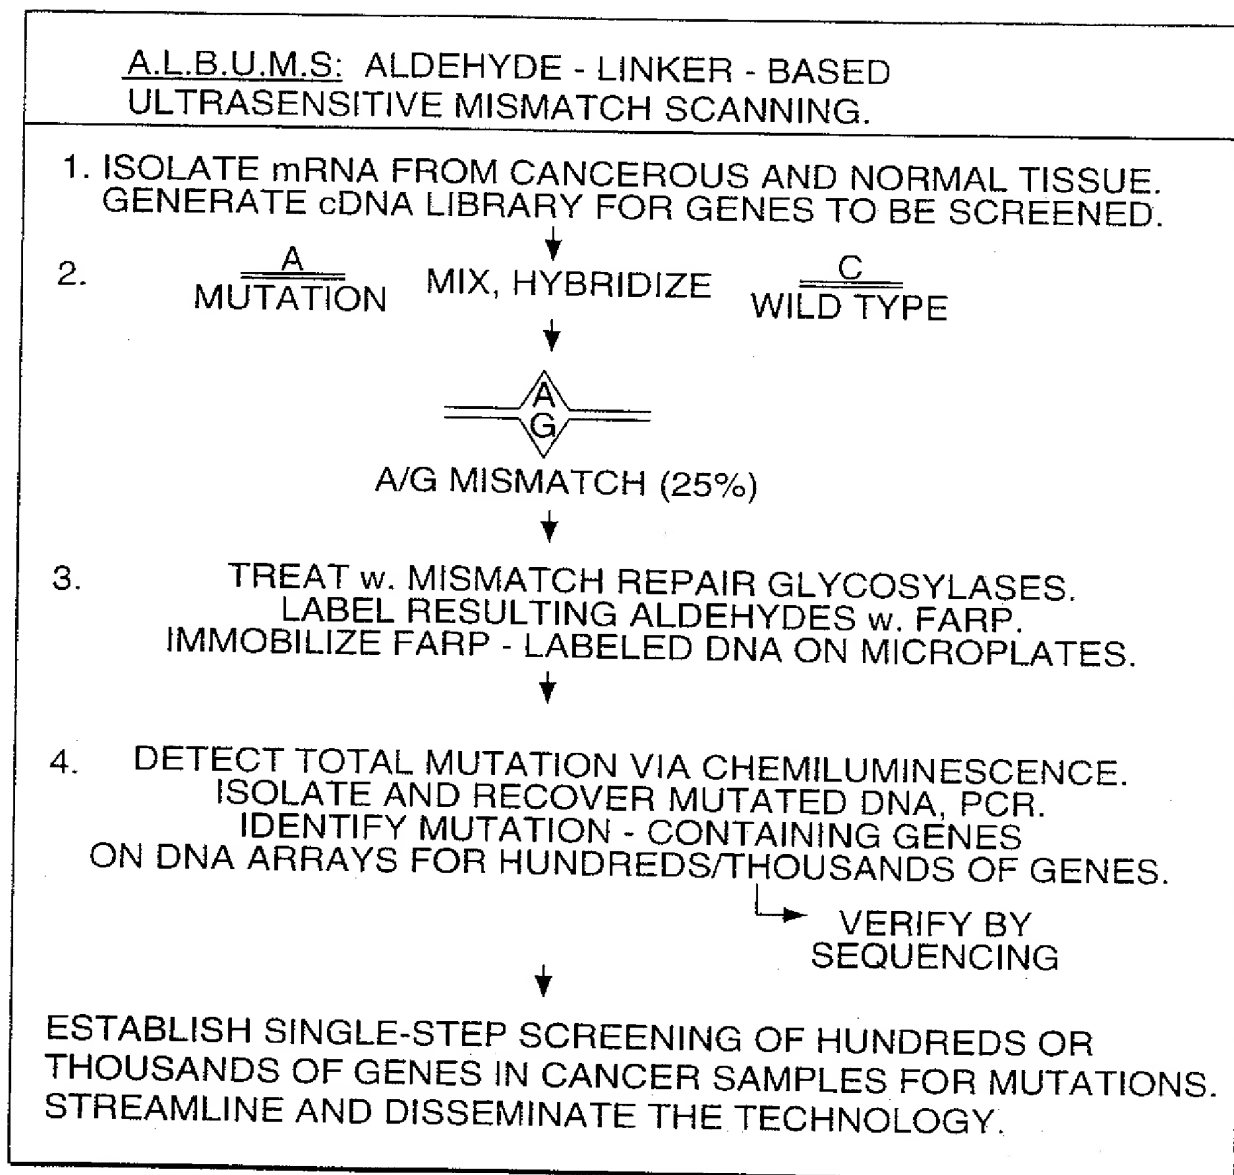 A.L.B.U.M.S: ALDEHYDE - LINKER - BASED
ULTRASENSITIVE MISMATCH SCANNING.
1. ISOLATE mRNA FROM CANCEROUS AND NORMAL TISSUE.
GENERATE cDNA LIBRARY FOR GENES TO BE SCREENED.
2. A MUTATION MIX, HYBRIDIZE C WILD TYPE
A
G
A/G MISMATCH (25%)
3. TREAT w. MISMATCH REPAIR GLYCOSYLASES.
LABEL RESULTING ALDEHYDES w. FARP.
IMMOBILIZE FARP - LABELED DNA ON MICROPLATES.
4. DETECT TOTAL MUTATION VIA CHEMILUMINESCENCE.
ISOLATE AND RECOVER MUTATED DNA, PCR.
IDENTIFY MUTATION - CONTAINING GENES
ON DNA ARRAYS FOR HUNDREDS/THOUSANDS OF GENES.
VERIFY BY
SEQUENCING
ESTABLISH SINGLE-STEP SCREENING OF HUNDREDS OR
THOUSANDS OF GENES IN CANCER SAMPLES FOR MUTATIONS.
STREAMLINE AND DISSEMINATE THE TECHNOLOGY.